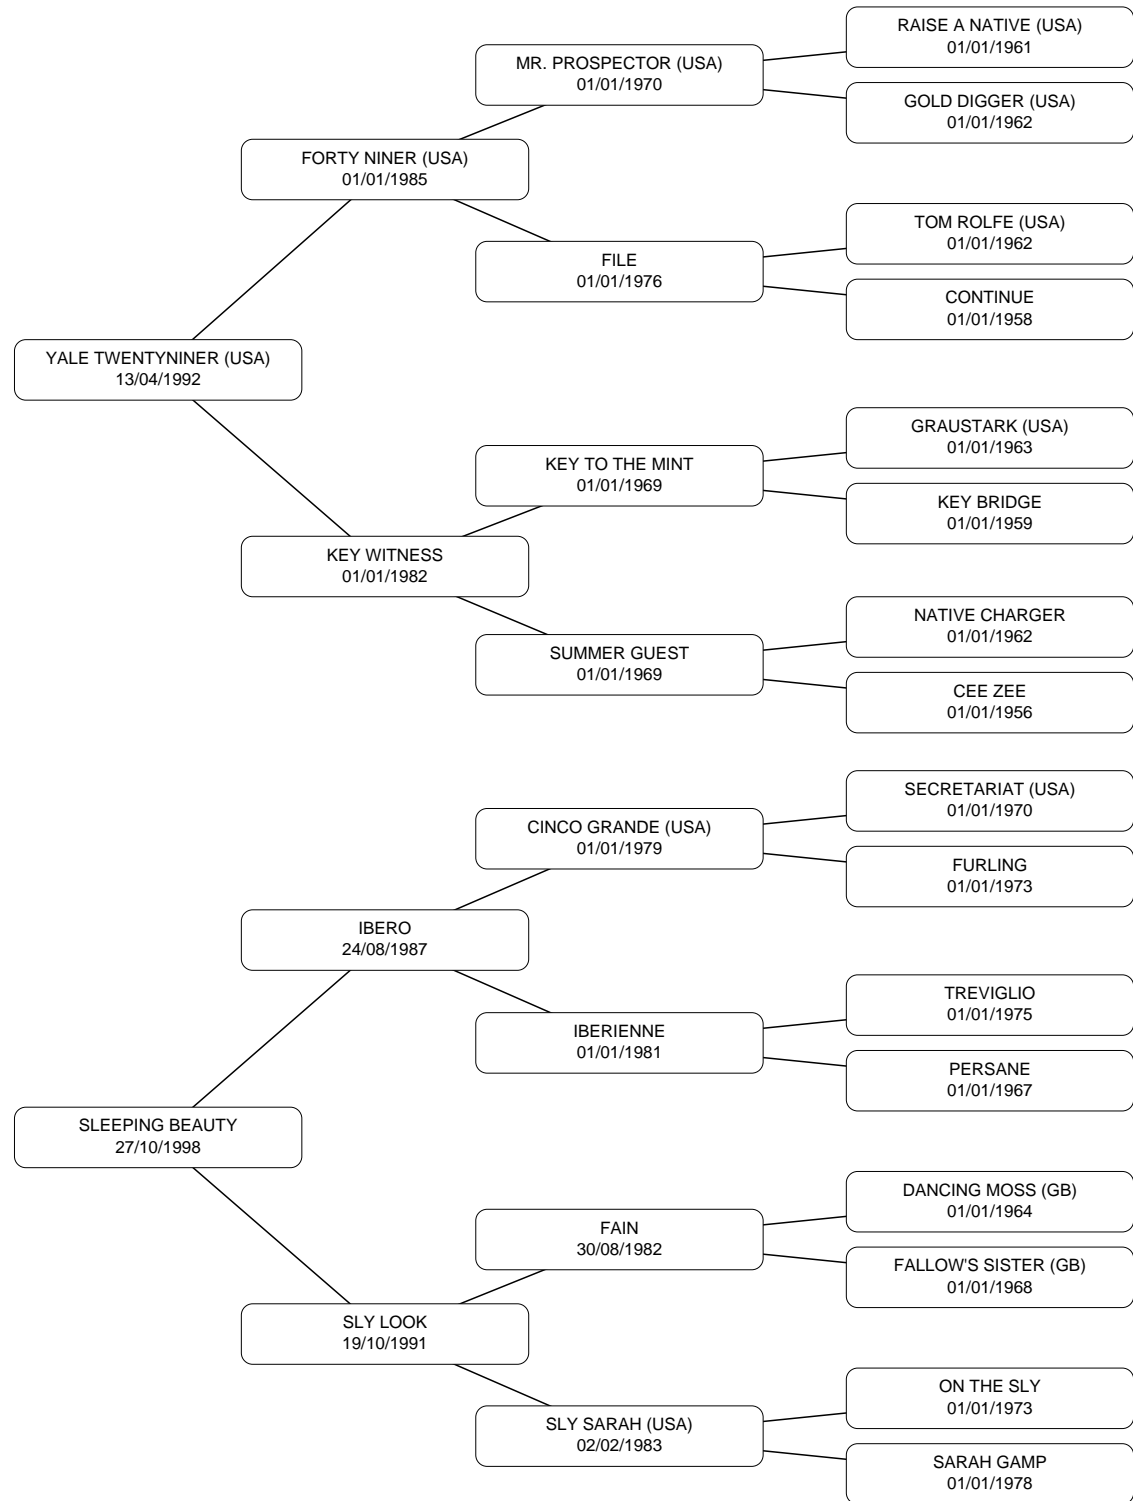 RAISE A NATIVE (USA)
01/01/1961
MR. PROSPECTOR (USA)
01/01/1970
GOLD DIGGER (USA)
01/01/1962
FORTY NINER (USA)
01/01/1985
TOM ROLFE (USA)
01/01/1962
FILE
01/01/1976
CONTINUE
01/01/1958
YALE TWENTYNINER (USA)
13/04/1992
GRAUSTARK (USA)
01/01/1963
KEY TO THE MINT
01/01/1969
KEY BRIDGE
01/01/1959
KEY WITNESS
01/01/1982
NATIVE CHARGER
01/01/1962
SUMMER GUEST
01/01/1969
CEE ZEE
01/01/1956
SECRETARIAT (USA)
01/01/1970
CINCO GRANDE (USA)
01/01/1979
FURLING
01/01/1973
IBERO
24/08/1987
TREVIGLIO
01/01/1975
IBERIENNE
01/01/1981
PERSANE
01/01/1967
SLEEPING BEAUTY
27/10/1998
DANCING MOSS (GB)
01/01/1964
FAIN
30/08/1982
FALLOW'S SISTER (GB)
01/01/1968
SLY LOOK
19/10/1991
ON THE SLY
01/01/1973
SLY SARAH (USA)
02/02/1983
SARAH GAMP
01/01/1978